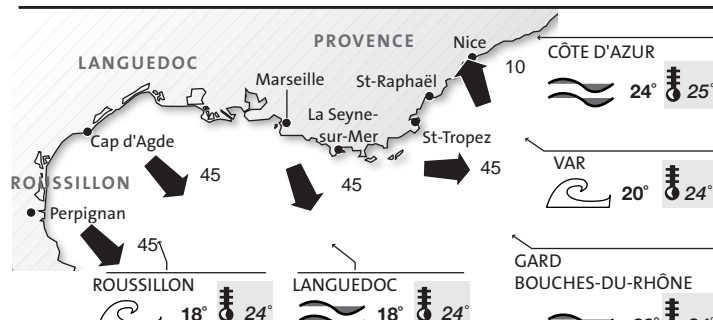 PROVENCE
Nice
LANGUEDOC
10
CÔTE D'AZUR
Marseille
St-Raphaël
24° 25°
La Seyne-
sur-Mer
St-Tropez
Cap d'Agde
45
45
45
VAR
20° 24°
ROUSSILLON
Perpignan
45
GARD
BOUCHES-DU-RHÔNE
ROUSSILLON
18° 24°
LANGUEDOC
18° 24°